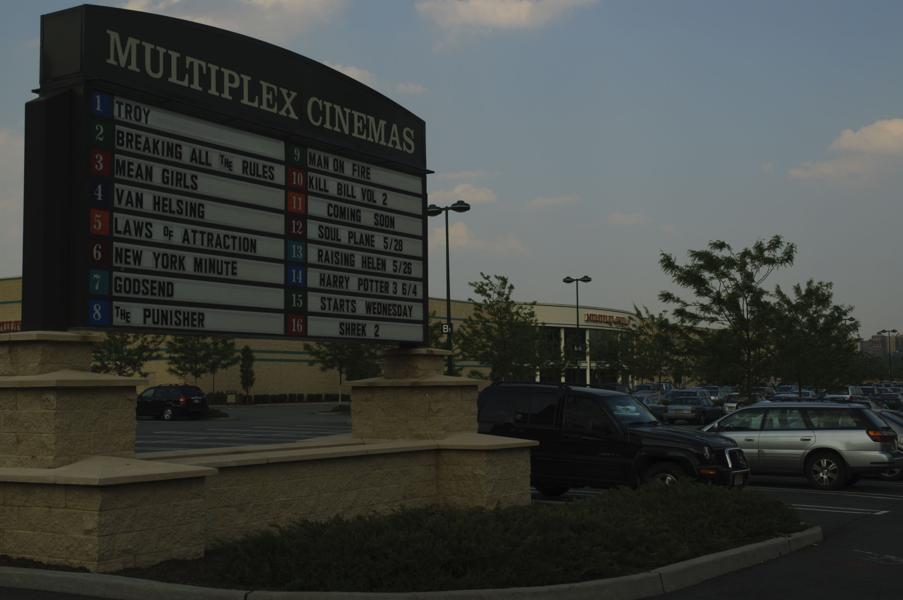 MULTIPLEX CINEMAS
1 TROY
2 BREAKING ALL THE RULES
3 MEAN GIRLS
4 VAN HELSING
5 LAWS OF ATTRACTION
6 NEW YORK MINUTE
7 GODSEND
8 THE PUNISHER
9 MAN ON FIRE
10 KILL BILL VOL 2
11 COMING SOON
12 SOUL PLANE 5/28
13 RAISING HELEN 5/26
14 HARRY POTTER 3 6/4
15 STARTS WEDNESDAY
16 SHREK 2